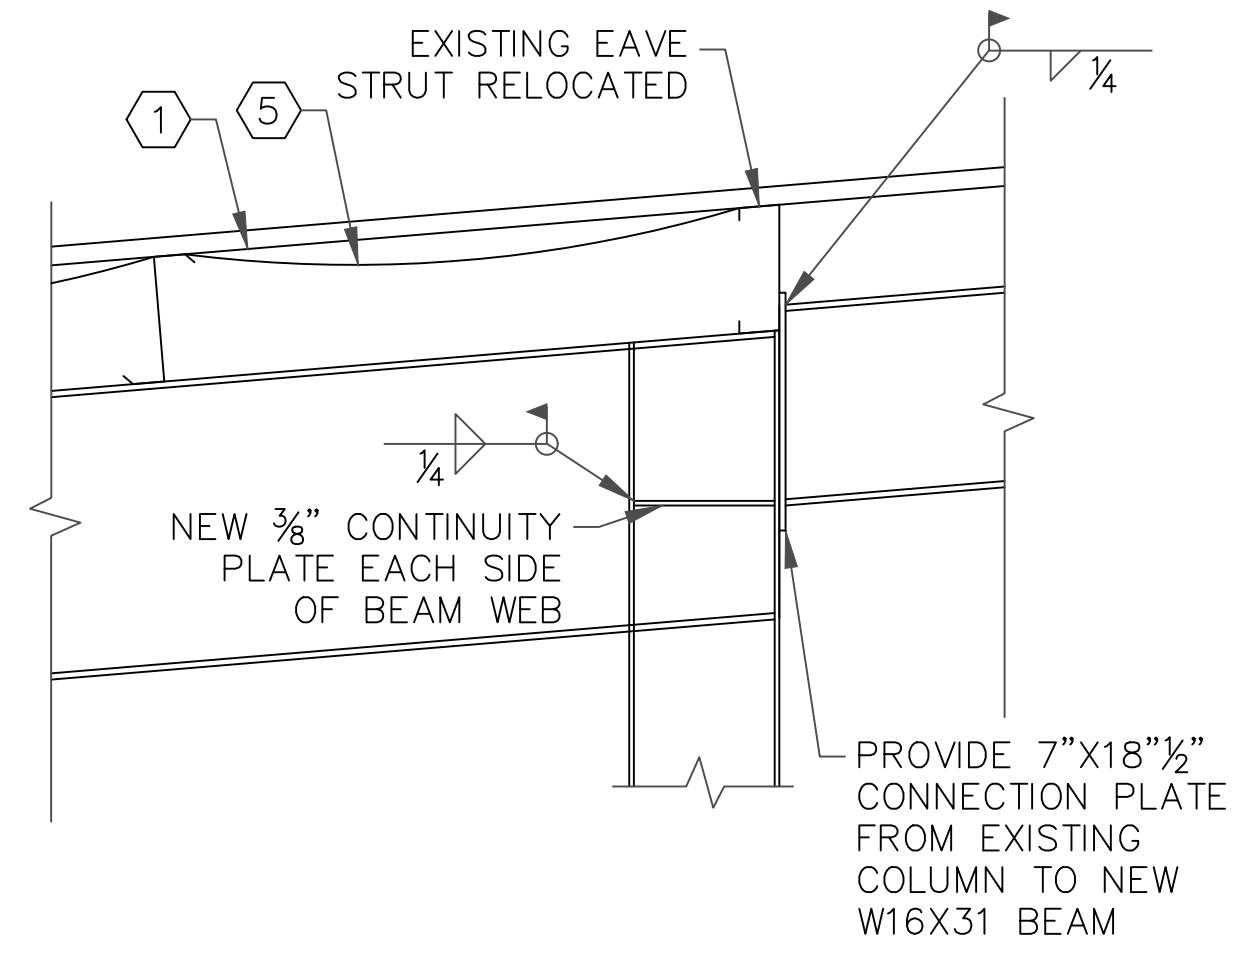 EXISTING EAVE
STRUT RELOCATED
1
5
1/4
1/4
NEW 3/8” CONTINUITY
PLATE EACH SIDE
OF BEAM WEB
PROVIDE 7”X18”1/2”
CONNECTION PLATE
FROM EXISTING
COLUMN TO NEW
W16X31 BEAM